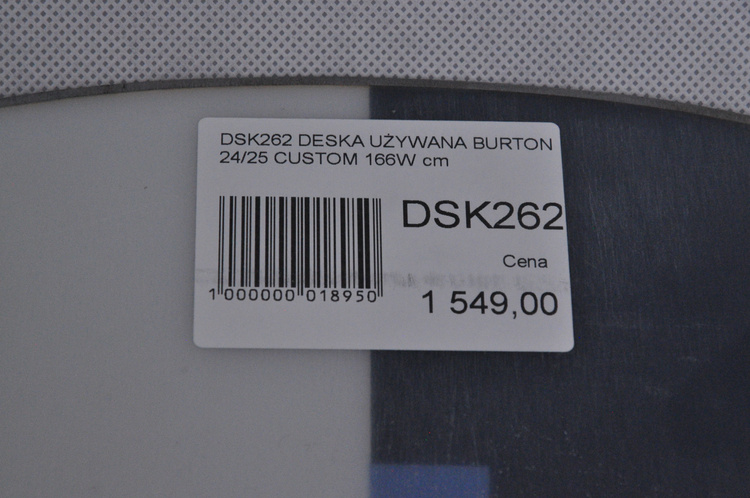 DSK262 DESKA UŻYWANA BURTON
24/25 CUSTOM 166W cm
DSK262
Cena
1 000000 018950
1 549,00